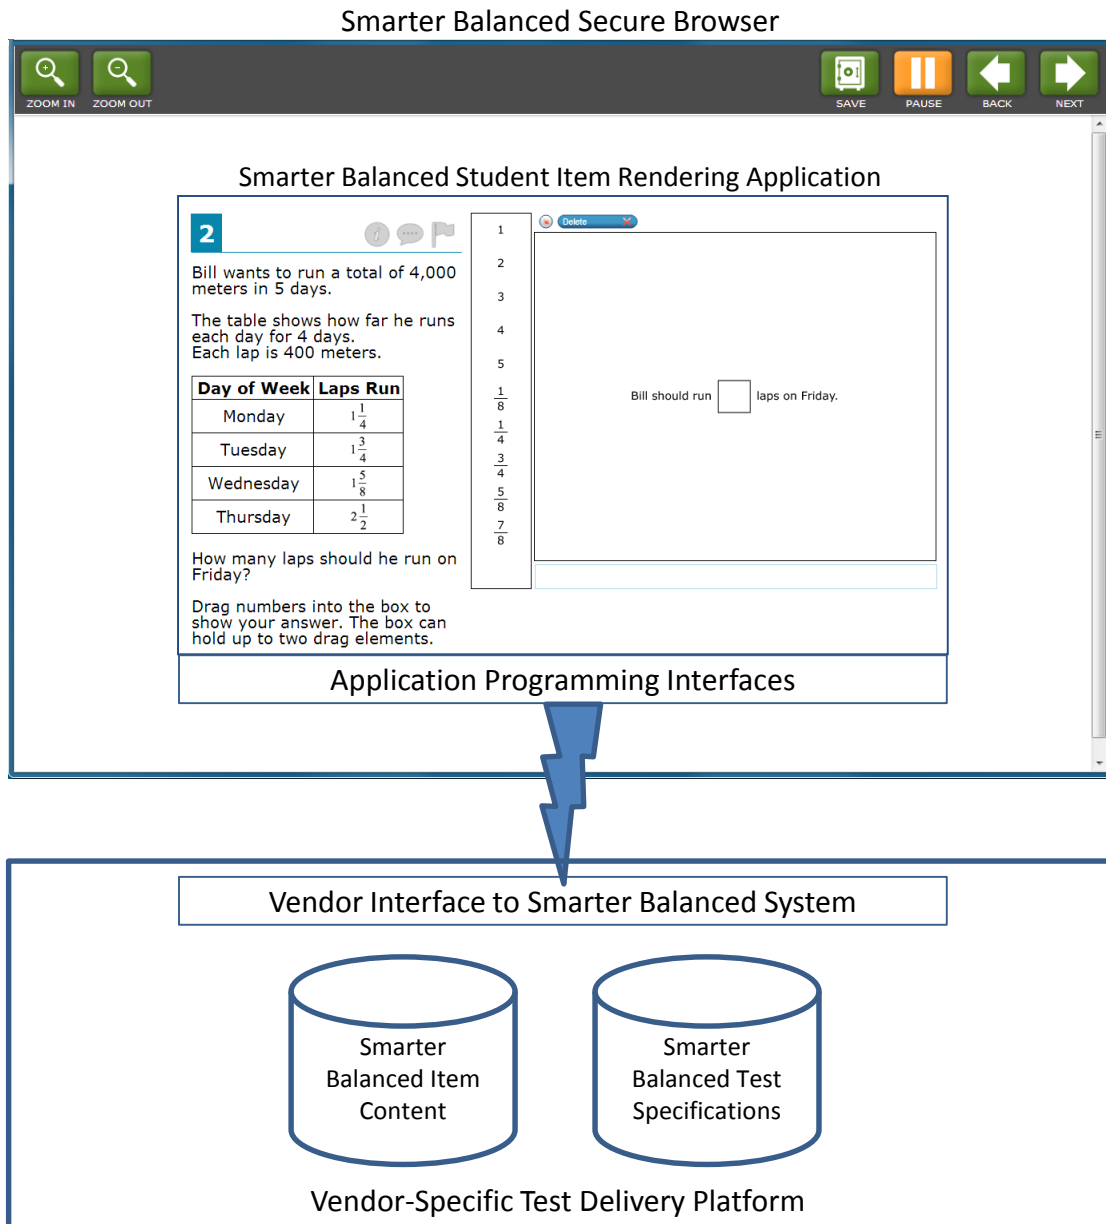 Smarter Balanced Secure Browser
ZOOM IN ZOOM OUT SAVE PAUSE BACK NEXT
Smarter Balanced Student Item Rendering Application
2
Bill wants to run a total of 4,000
meters in 5 days.
The table shows how far he runs
each day for 4 days.
Each lap is 400 meters.
Day of Week Laps Run
Monday 1 1/4
Tuesday 1 3/4
Wednesday 1 5/8
Thursday 2 1/2
How many laps should he run on
Friday?
Drag numbers into the box to
show your answer. The box can
hold up to two drag elements.
1
2
3
4
5
1/8
1/4
3/4
5/8
7/8
Delete
Bill should run laps on Friday.
Application Programming Interfaces
Vendor Interface to Smarter Balanced System
Smarter
Balanced Item
Content
Smarter
Balanced Test
Specifications
Vendor-Specific Test Delivery Platform